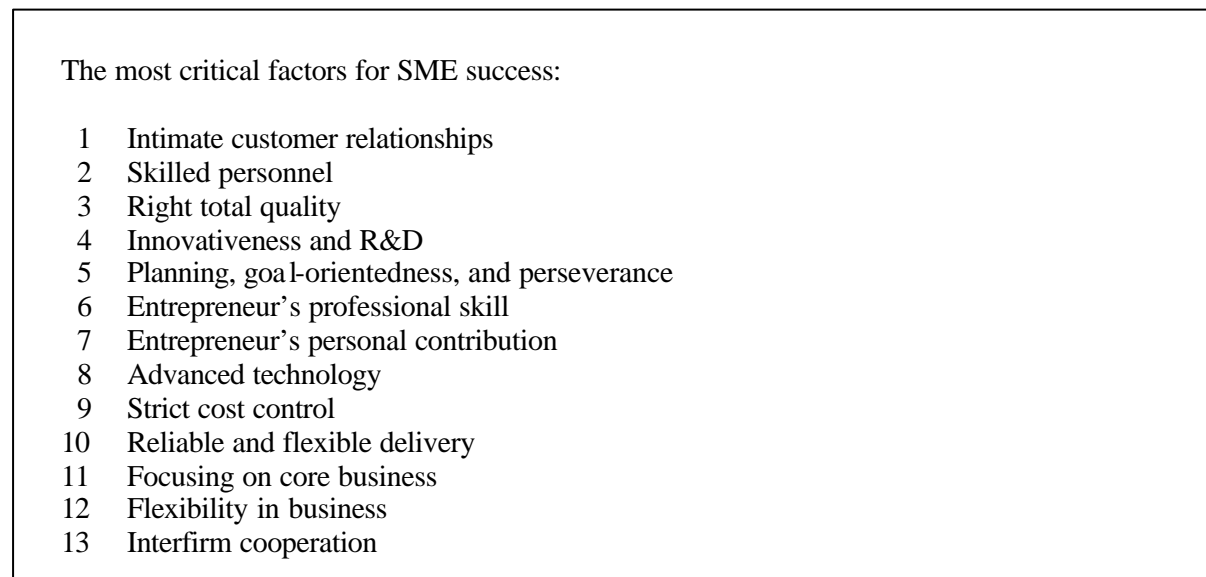 The most critical factors for SME success:
1 Intimate customer relationships
2 Skilled personnel
3 Right total quality
4 Innovativeness and R&D
5 Planning, goal-orientedness, and perseverance
6 Entrepreneur’s professional skill
7 Entrepreneur’s personal contribution
8 Advanced technology
9 Strict cost control
10 Reliable and flexible delivery
11 Focusing on core business
12 Flexibility in business
13 Interfirm cooperation